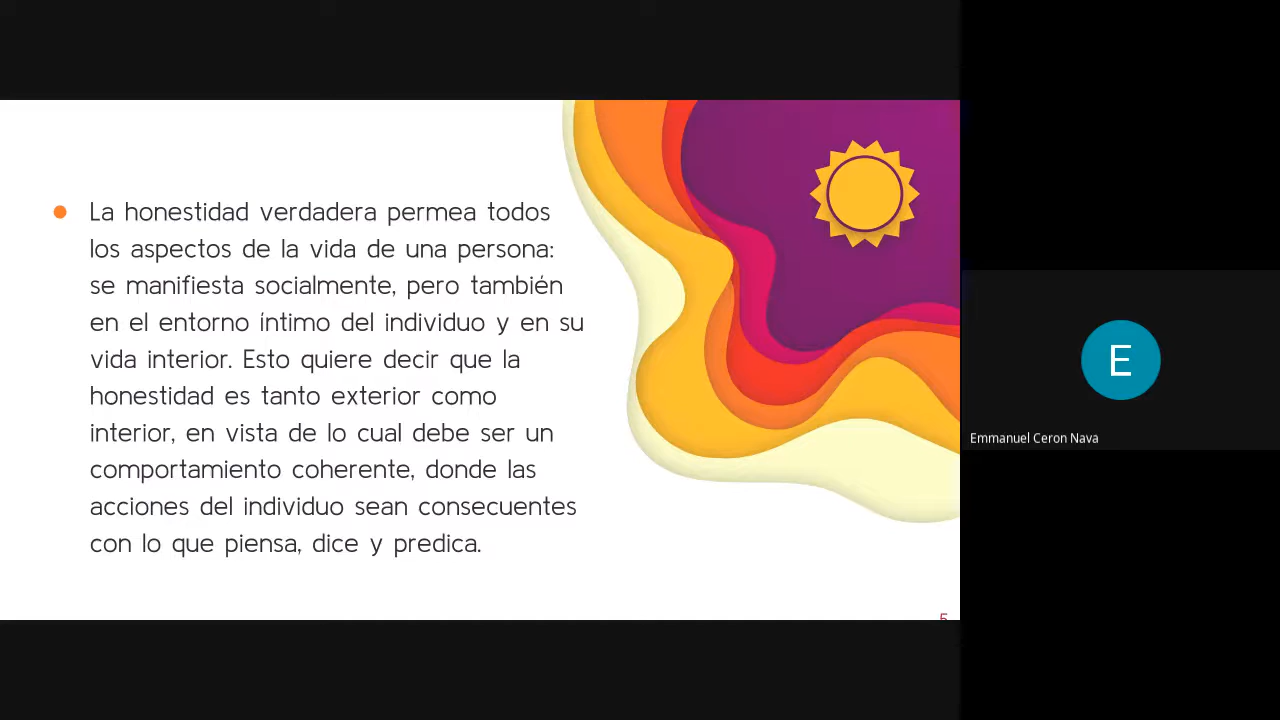 La honestidad verdadera permea todos
los aspectos de la vida de una persona:
se manifiesta socialmente, pero también
en el entorno íntimo del individuo y en su
vida interior. Esto quiere decir que la
honestidad es tanto exterior como
interior, en vista de lo cual debe ser un
comportamiento coherente, donde las
acciones del individuo sean consecuentes
con lo que piensa, dice y predica.
5
E
Emmanuel Ceron Nava